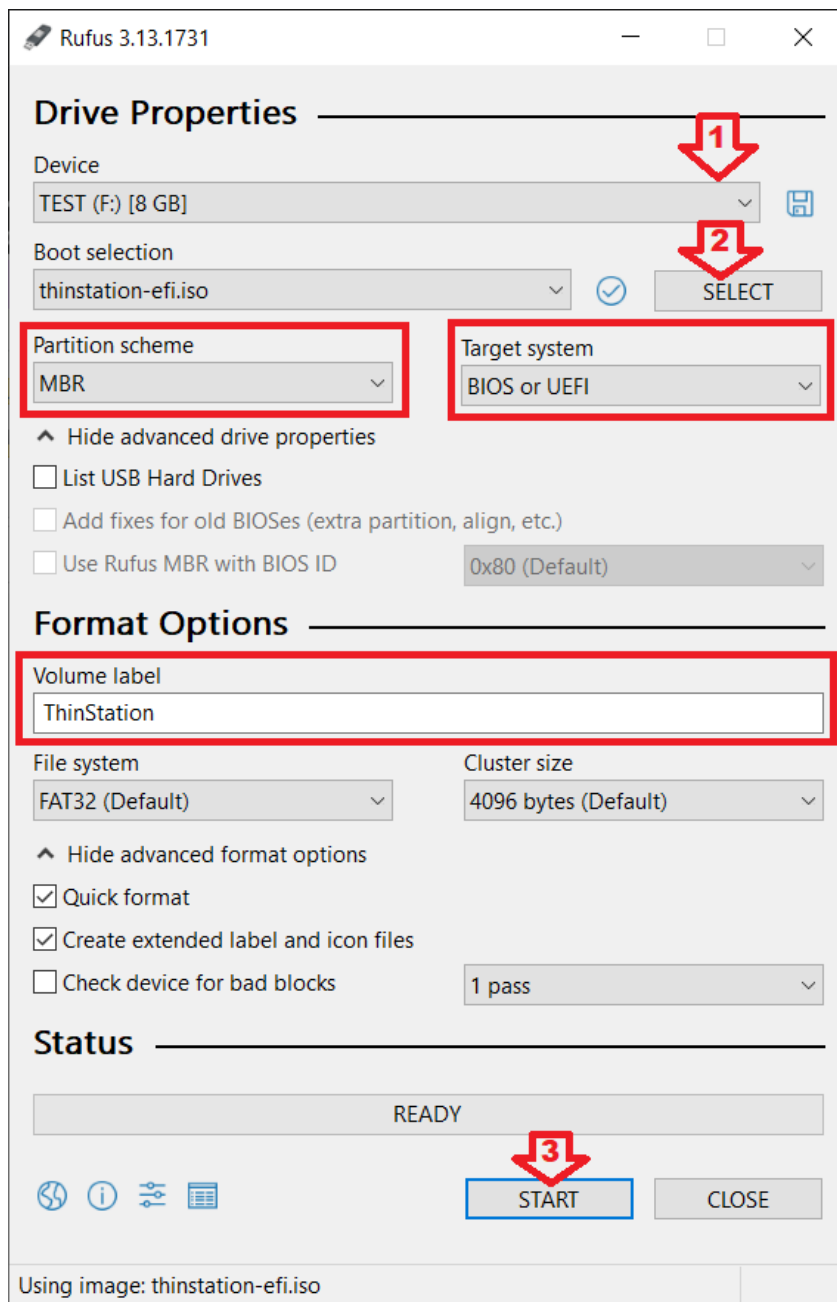 Rufus 3.13.1731
Drive Properties
1
Device
TEST (F:) [8 GB]
2
Boot selection
thinstation-efi.iso
SELECT
Partition scheme
Target system
MBR
BIOS or UEFI
Hide advanced drive properties
List USB Hard Drives
Add fixes for old BIOSes (extra partition, align, etc.)
Use Rufus MBR with BIOS ID
0x80 (Default)
Format Options
Volume label
ThinStation
File system
Cluster size
FAT32 (Default)
4096 bytes (Default)
Hide advanced format options
Quick format
Create extended label and icon files
Check device for bad blocks
1 pass
Status
READY
3
START
CLOSE
Using image: thinstation-efi.iso